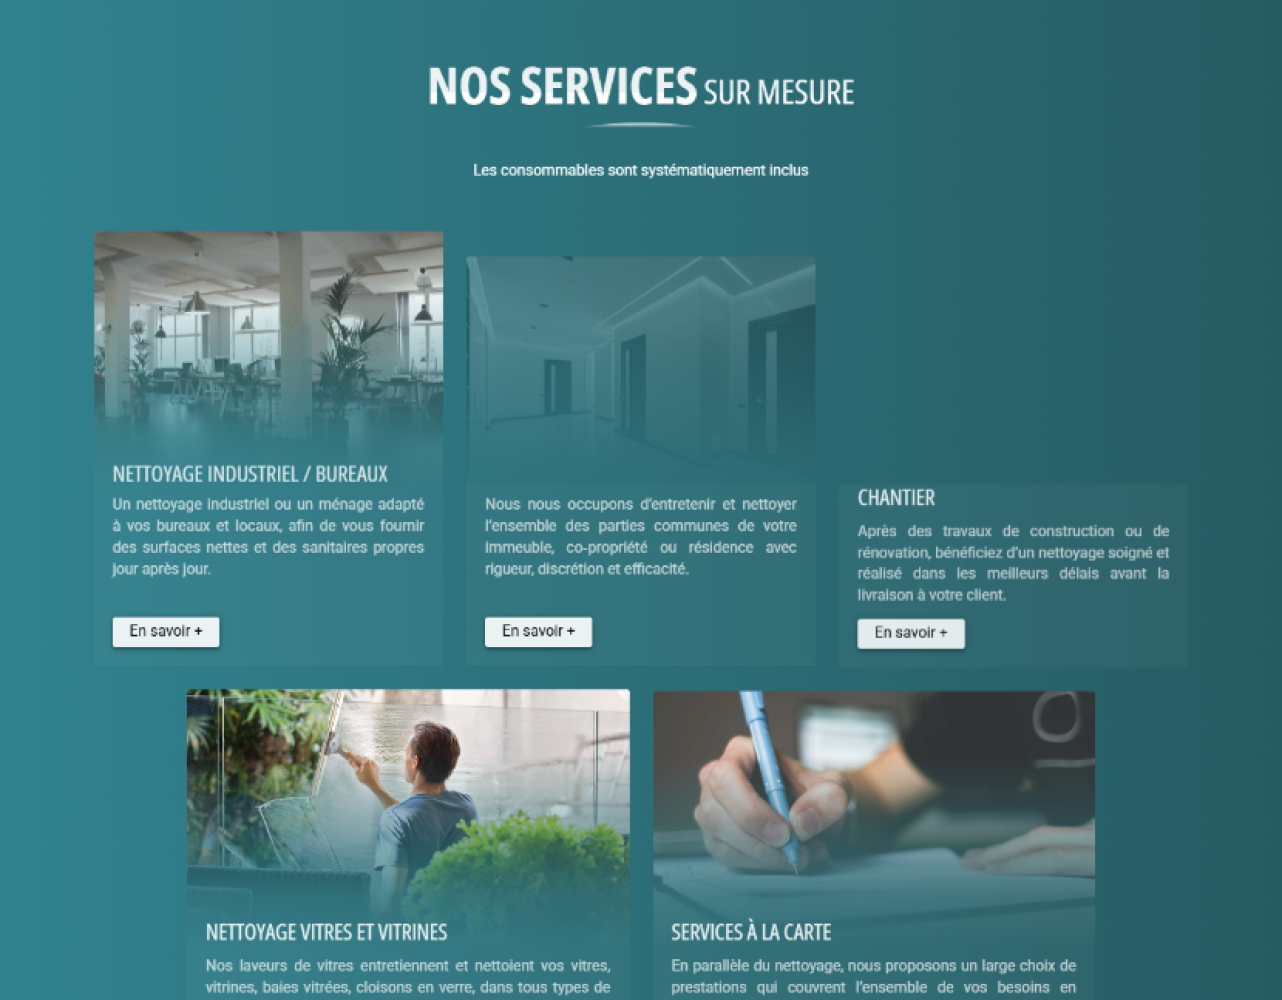 NOS SERVICES SUR MESURE
Les consommables sont systématiquement inclus
NETTOYAGE INDUSTRIEL / BUREAUX
Un nettoyage industriel ou un ménage adapté
à vos bureaux et locaux, afin de vous fournir
des surfaces nettes et des sanitaires propres
jour après jour.
En savoir +
Nous nous occupons d'entretenir et nettoyer
l'ensemble des parties communes de votre
immeuble, co-propriété ou résidence avec
rigueur, discrétion et efficacité.
En savoir +
CHANTIER
Après des travaux de construction ou de
rénovation, bénéficiez d'un nettoyage soigné et
réalisé dans les meilleurs délais avant la
livraison à votre client.
En savoir +
NETTOYAGE VITRES ET VITRINES
Nos laveurs de vitres entretiennent et nettoient vos vitres,
vitrines, baies vitrées, cloisons en verre, dans tous types de
SERVICES À LA CARTE
En parallèle du nettoyage, nous proposons un large choix de
prestations qui couvrent l'ensemble de vos besoins en